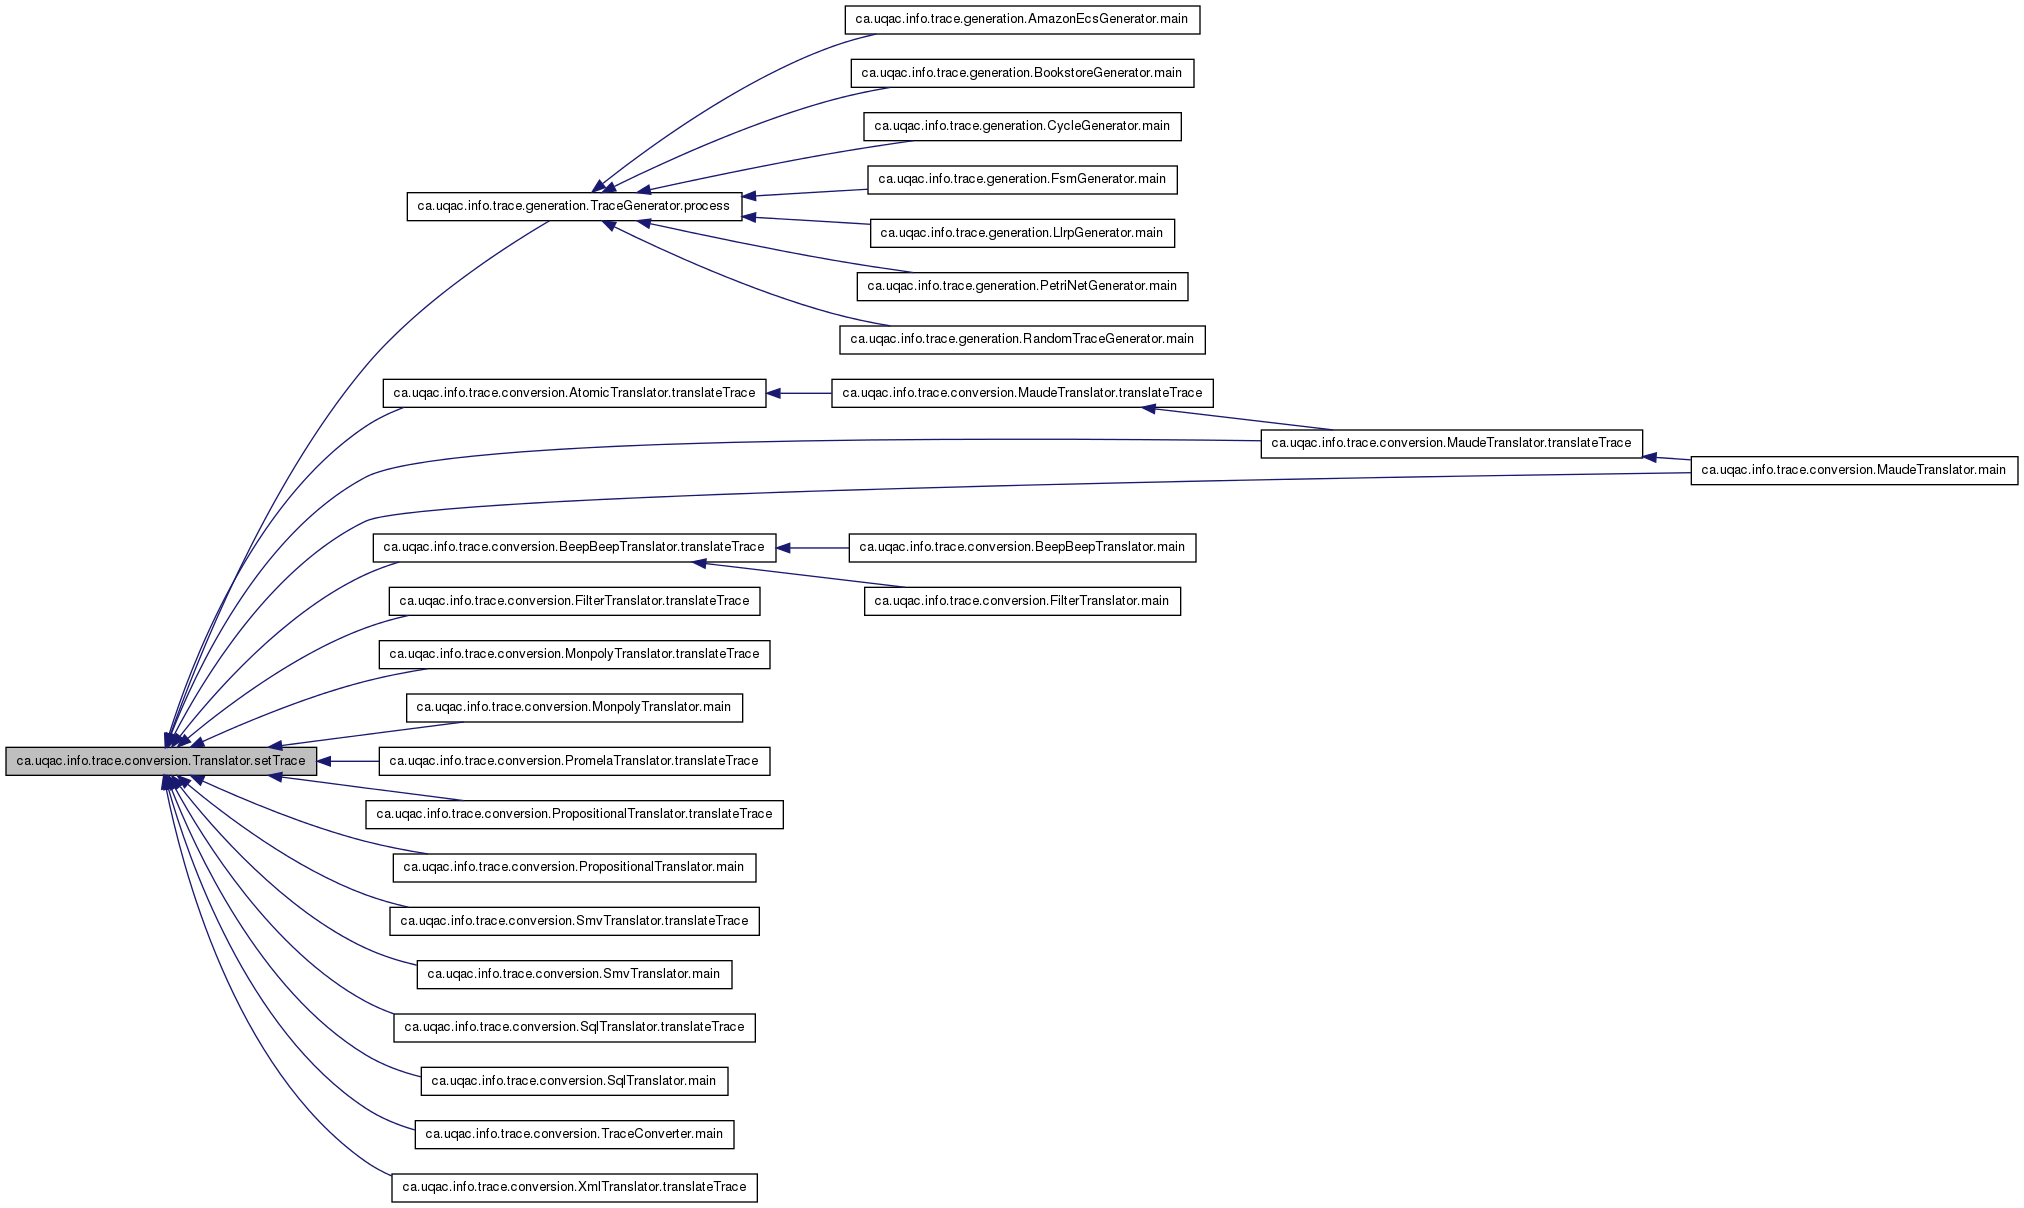 ca.uqac.info.trace.generation.AmazonEcsGenerator.main
ca.uqac.info.trace.generation.BookstoreGenerator.main
ca.uqac.info.trace.generation.CycleGenerator.main
ca.uqac.info.trace.generation.FsmGenerator.main
ca.uqac.info.trace.generation.TraceGenerator.process
ca.uqac.info.trace.generation.LlrpGenerator.main
ca.uqac.info.trace.generation.PetriNetGenerator.main
ca.uqac.info.trace.generation.RandomTraceGenerator.main
ca.uqac.info.trace.conversion.AtomicTranslator.translateTrace
ca.uqac.info.trace.conversion.MaudeTranslator.translateTrace
ca.uqac.info.trace.conversion.MaudeTranslator.translateTrace
ca.uqac.info.trace.conversion.MaudeTranslator.main
ca.uqac.info.trace.conversion.BeepBeepTranslator.translateTrace
ca.uqac.info.trace.conversion.BeepBeepTranslator.main
ca.uqac.info.trace.conversion.FilterTranslator.translateTrace
ca.uqac.info.trace.conversion.FilterTranslator.main
ca.uqac.info.trace.conversion.MonpolyTranslator.translateTrace
ca.uqac.info.trace.conversion.MonpolyTranslator.main
ca.uqac.info.trace.conversion.Translator.setTrace
ca.uqac.info.trace.conversion.PromelaTranslator.translateTrace
ca.uqac.info.trace.conversion.PropositionalTranslator.translateTrace
ca.uqac.info.trace.conversion.PropositionalTranslator.main
ca.uqac.info.trace.conversion.SmvTranslator.translateTrace
ca.uqac.info.trace.conversion.SmvTranslator.main
ca.uqac.info.trace.conversion.SqlTranslator.translateTrace
ca.uqac.info.trace.conversion.SqlTranslator.main
ca.uqac.info.trace.conversion.TraceConverter.main
ca.uqac.info.trace.conversion.XmlTranslator.translateTrace